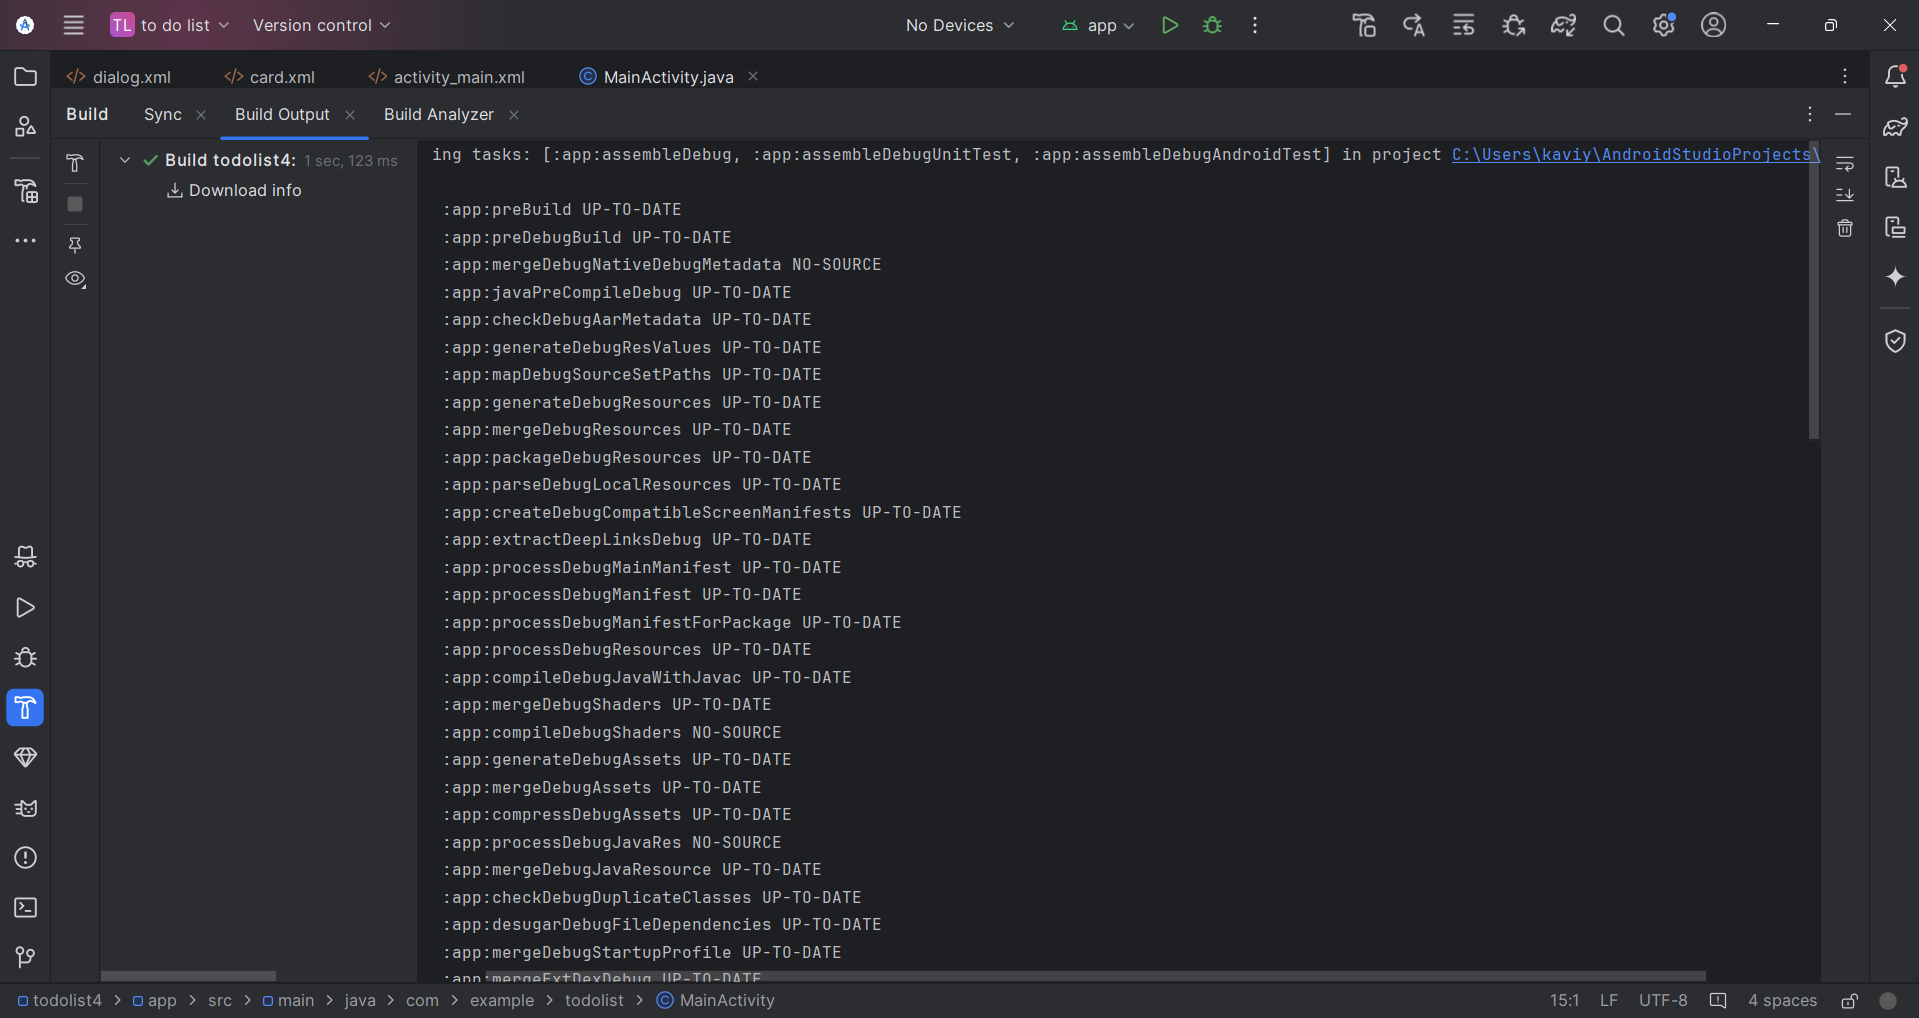 TL to do list Version control No Devices app
dialog.xml card.xml activity_main.xml MainActivity.java
Build Sync Build Output Build Analyzer
Build todolist4: 1 sec, 123 ms
Download info
ing tasks: [:app:assembleDebug, :app:assembleDebugUnitTest, :app:assembleDebugAndroidTest] in project C:\Users\kaviy\AndroidStudioProjects\
:app:preBuild UP-TO-DATE
:app:preDebugBuild UP-TO-DATE
:app:mergeDebugNativeDebugMetadata NO-SOURCE
:app:javaPreCompileDebug UP-TO-DATE
:app:checkDebugAarMetadata UP-TO-DATE
:app:generateDebugResValues UP-TO-DATE
:app:mapDebugSourceSetPaths UP-TO-DATE
:app:generateDebugResources UP-TO-DATE
:app:mergeDebugResources UP-TO-DATE
:app:packageDebugResources UP-TO-DATE
:app:parseDebugLocalResources UP-TO-DATE
:app:createDebugCompatibleScreenManifests UP-TO-DATE
:app:extractDeepLinksDebug UP-TO-DATE
:app:processDebugMainManifest UP-TO-DATE
:app:processDebugManifest UP-TO-DATE
:app:processDebugManifestForPackage UP-TO-DATE
:app:processDebugResources UP-TO-DATE
:app:compileDebugJavaWithJavac UP-TO-DATE
:app:mergeDebugShaders UP-TO-DATE
:app:compileDebugShaders NO-SOURCE
:app:generateDebugAssets UP-TO-DATE
:app:mergeDebugAssets UP-TO-DATE
:app:compressDebugAssets UP-TO-DATE
:app:processDebugJavaRes NO-SOURCE
:app:mergeDebugJavaResource UP-TO-DATE
:app:checkDebugDuplicateClasses UP-TO-DATE
:app:desugarDebugFileDependencies UP-TO-DATE
:app:mergeDebugStartupProfile UP-TO-DATE
:app:mergeExtDexDebug UP-TO-DATE
todolist4 > app > src > main > java > com > example > todolist > MainActivity 15:1 LF UTF-8 4 spaces